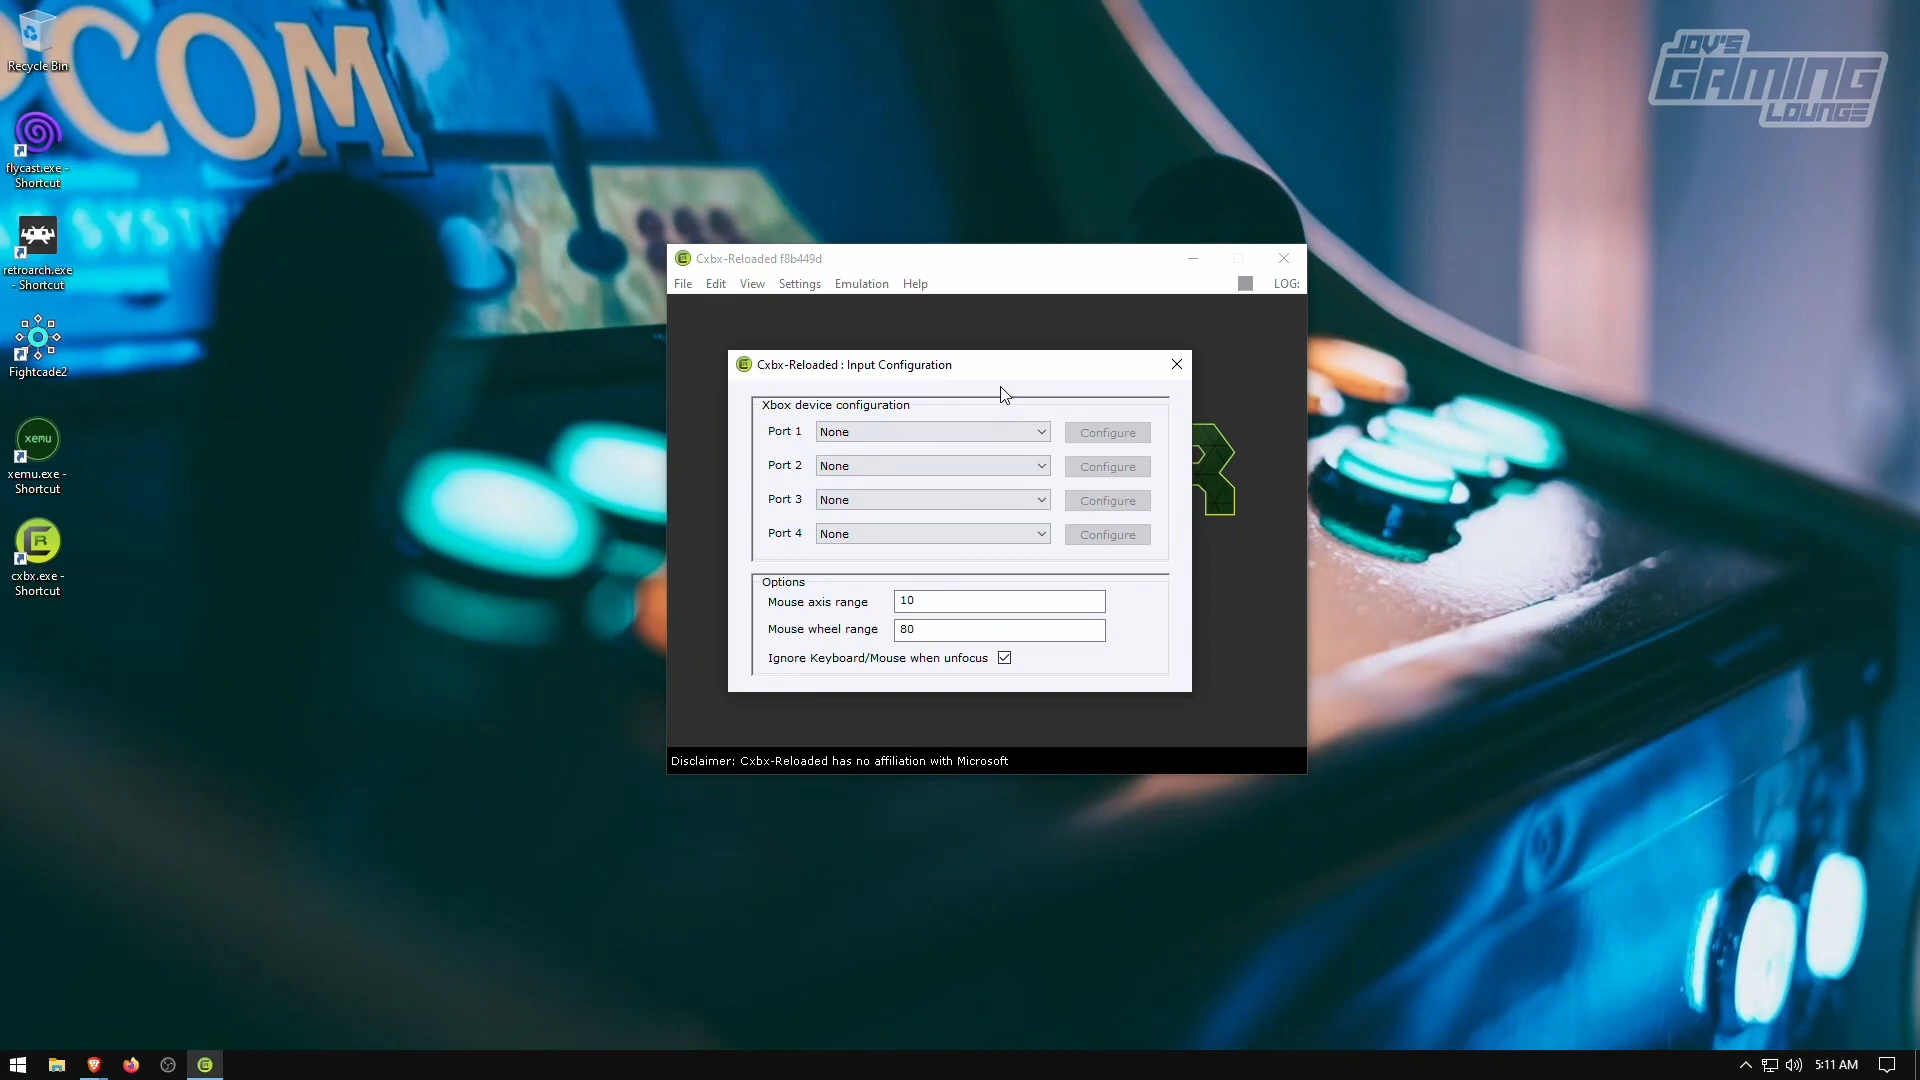 PCOM
SYST
JOV'S
GAMING
LOUNGE
Recycle Bin
flycast.exe -
Shortcut
retroarch.exe
- Shortcut
Fightcade2
xemu
xemu.exe -
Shortcut
R
cxbx.exe -
Shortcut
Cxbx-Reloaded f8b449d
File Edit View Settings Emulation Help LOG:
Cxbx-Reloaded : Input Configuration
Xbox device configuration
Port 1 None Configure
Port 2 None Configure
Port 3 None Configure
Port 4 None Configure
R
Options
Mouse axis range 10
Mouse wheel range 80
Ignore Keyboard/Mouse when unfocus
Disclaimer: Cxbx-Reloaded has no affiliation with Microsoft
5:11 AM